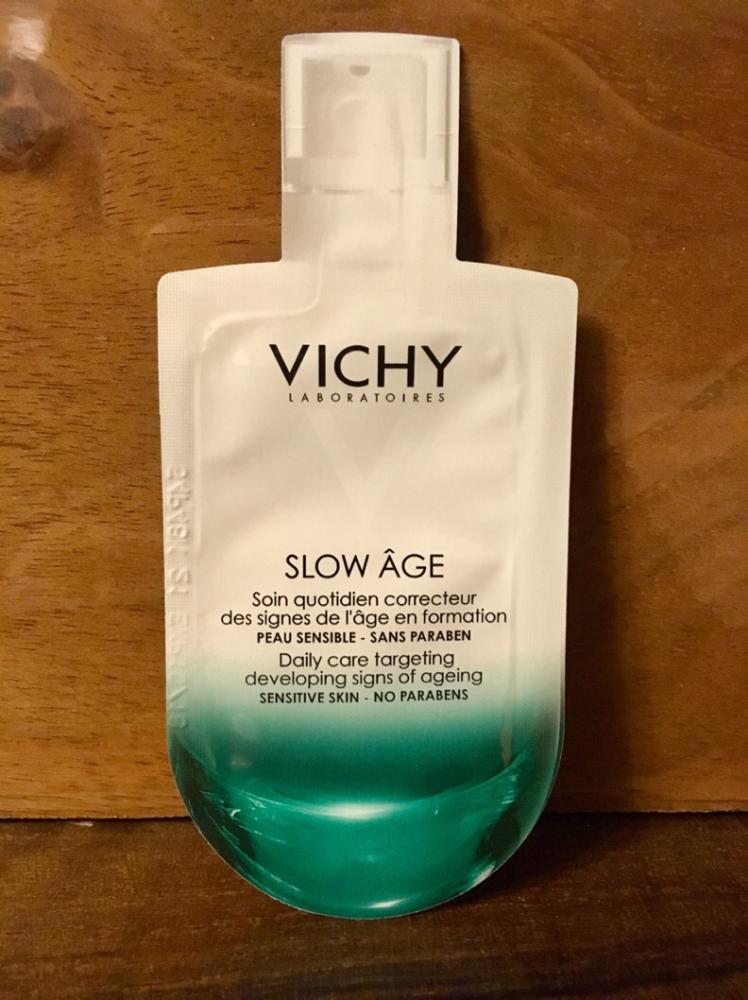 VICHY
LABORATOIRES
SLOW ÂGE
Soin quotidien correcteur
des signes de l'âge en formation
PEAU SENSIBLE - SANS PARABEN
Daily care targeting
developing signs of ageing
SENSITIVE SKIN - NO PARABENS